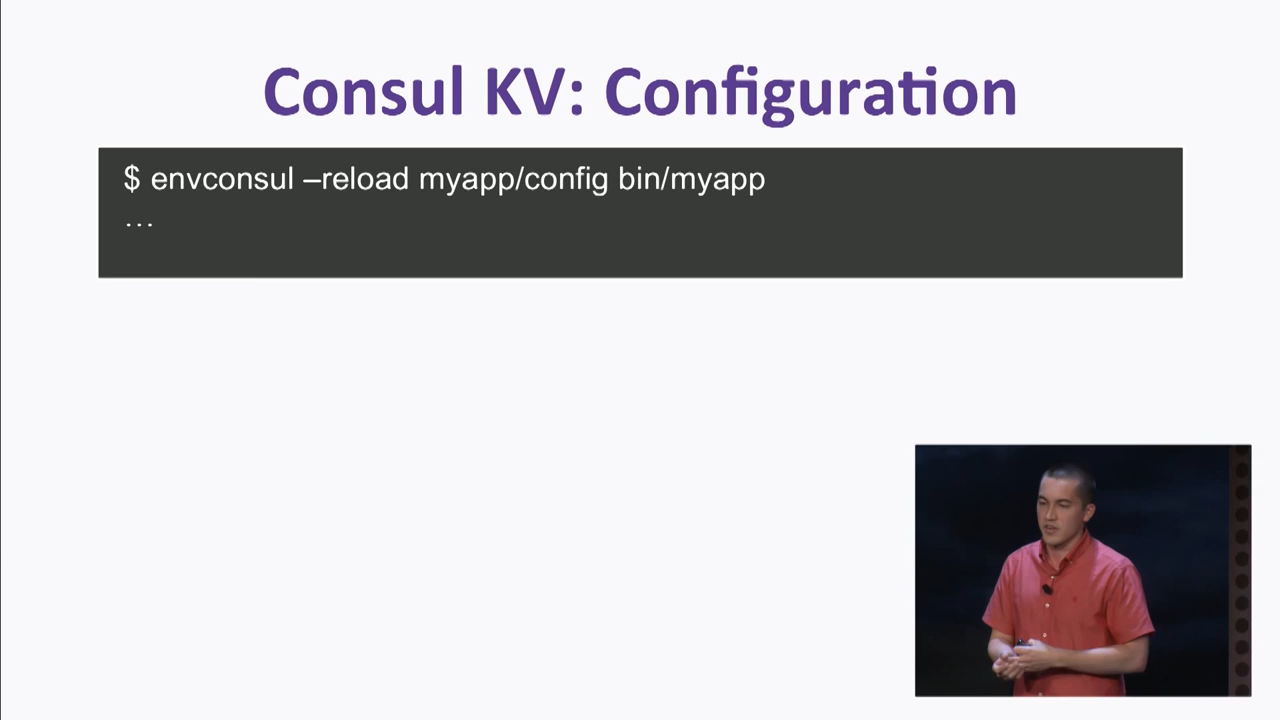 Consul KV: Configuration
$ envconsul –reload myapp/config bin/myapp
…